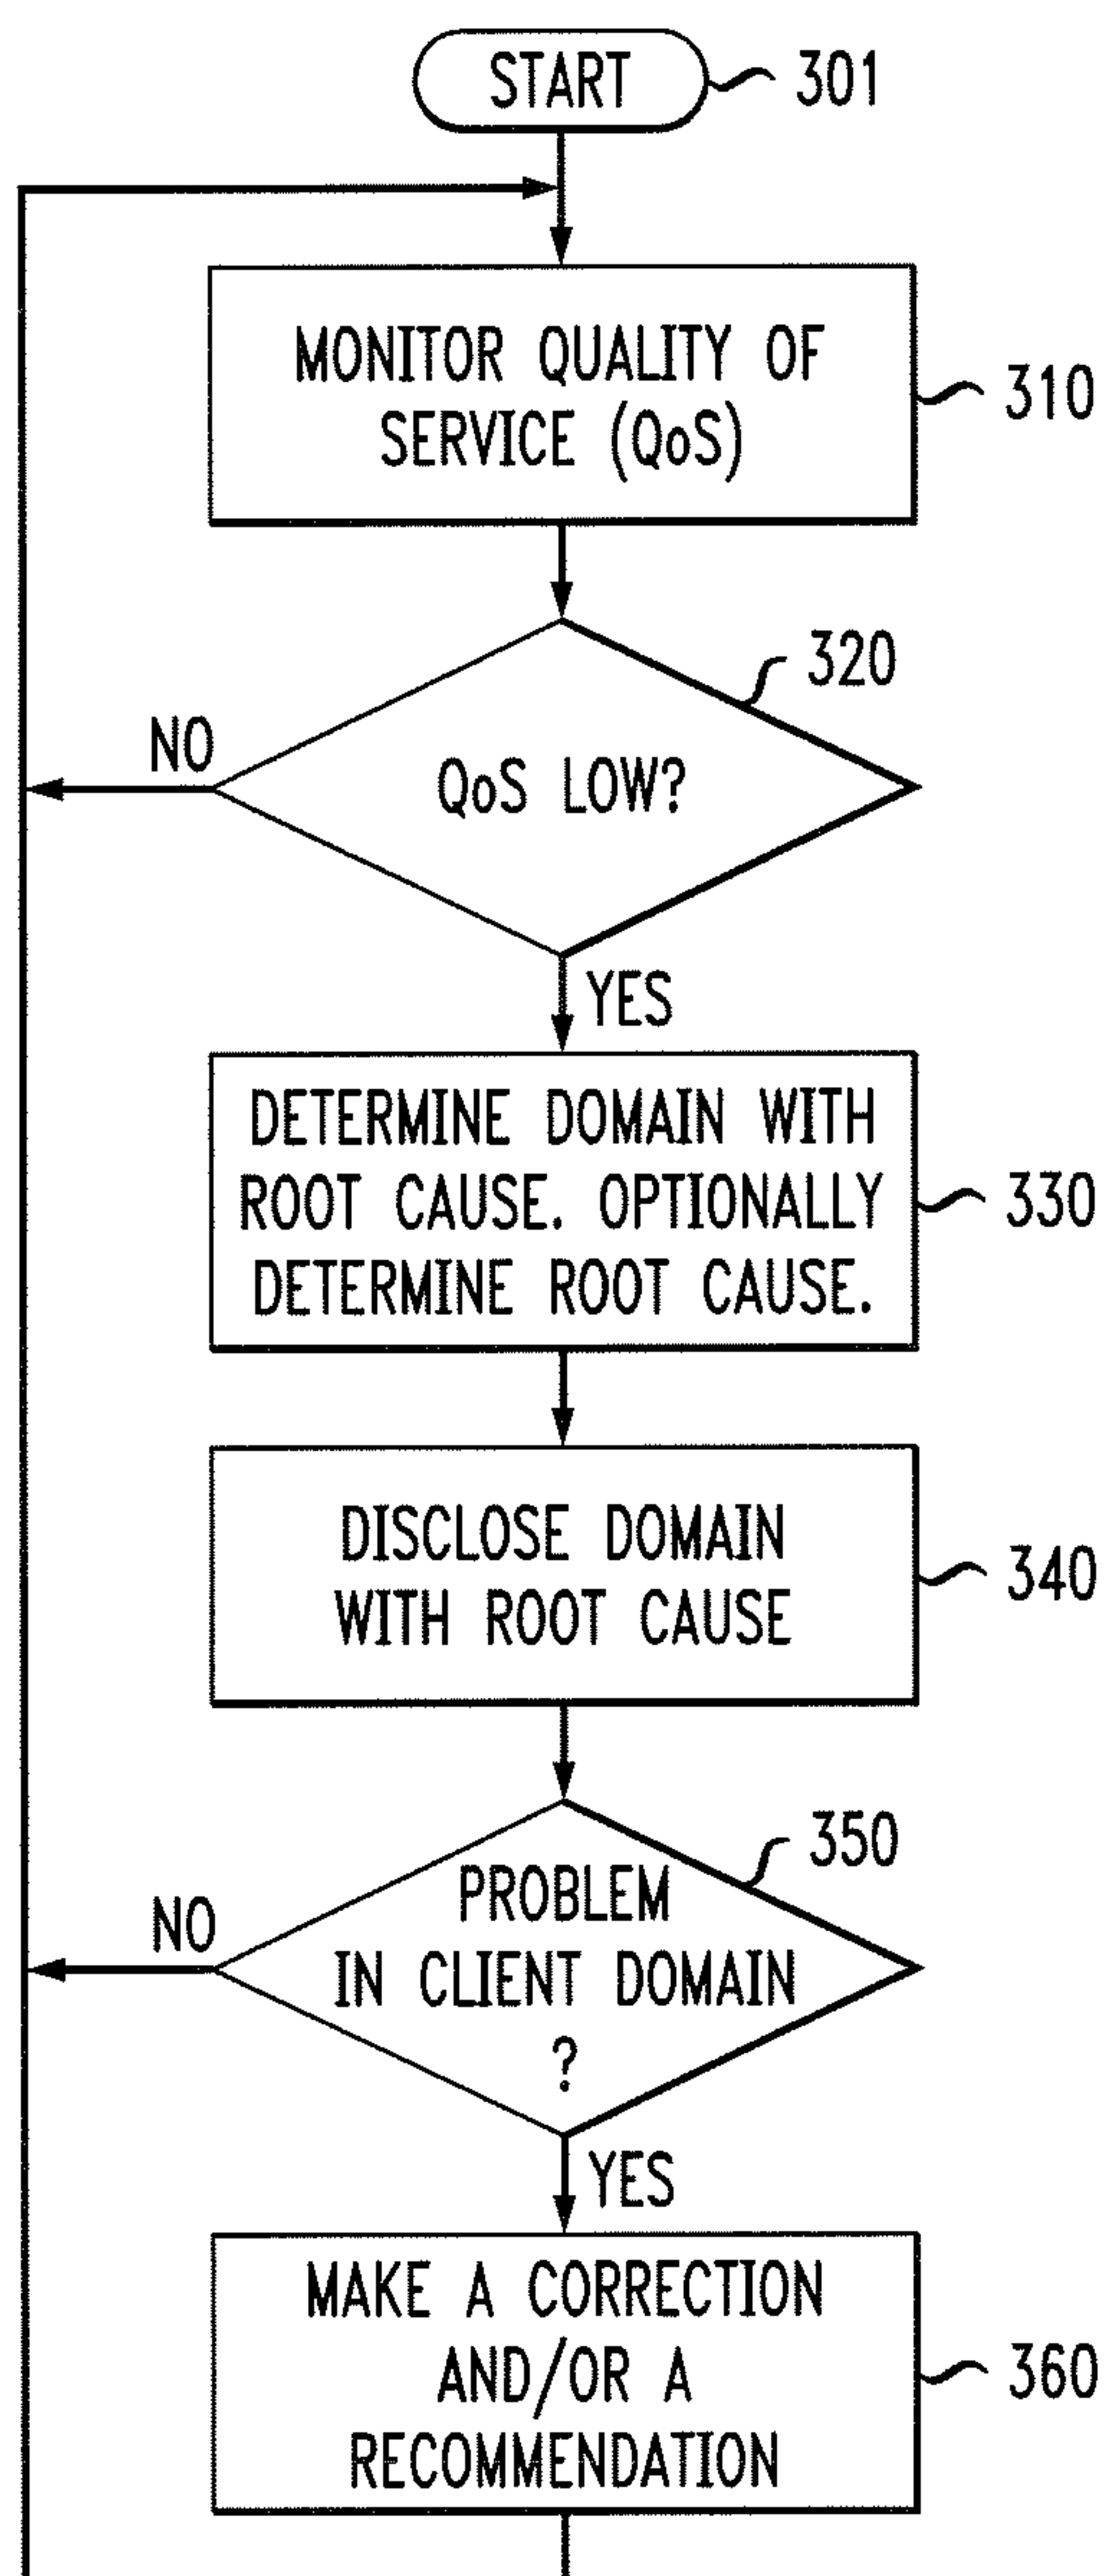 START
301
MONITOR QUALITY OF
SERVICE (QoS)
310
320
NO
QoS LOW?
YES
DETERMINE DOMAIN WITH
ROOT CAUSE. OPTIONALLY
DETERMINE ROOT CAUSE.
330
DISCLOSE DOMAIN
WITH ROOT CAUSE
340
350
NO
PROBLEM
IN CLIENT DOMAIN
?
YES
MAKE A CORRECTION
AND/OR A
RECOMMENDATION
360